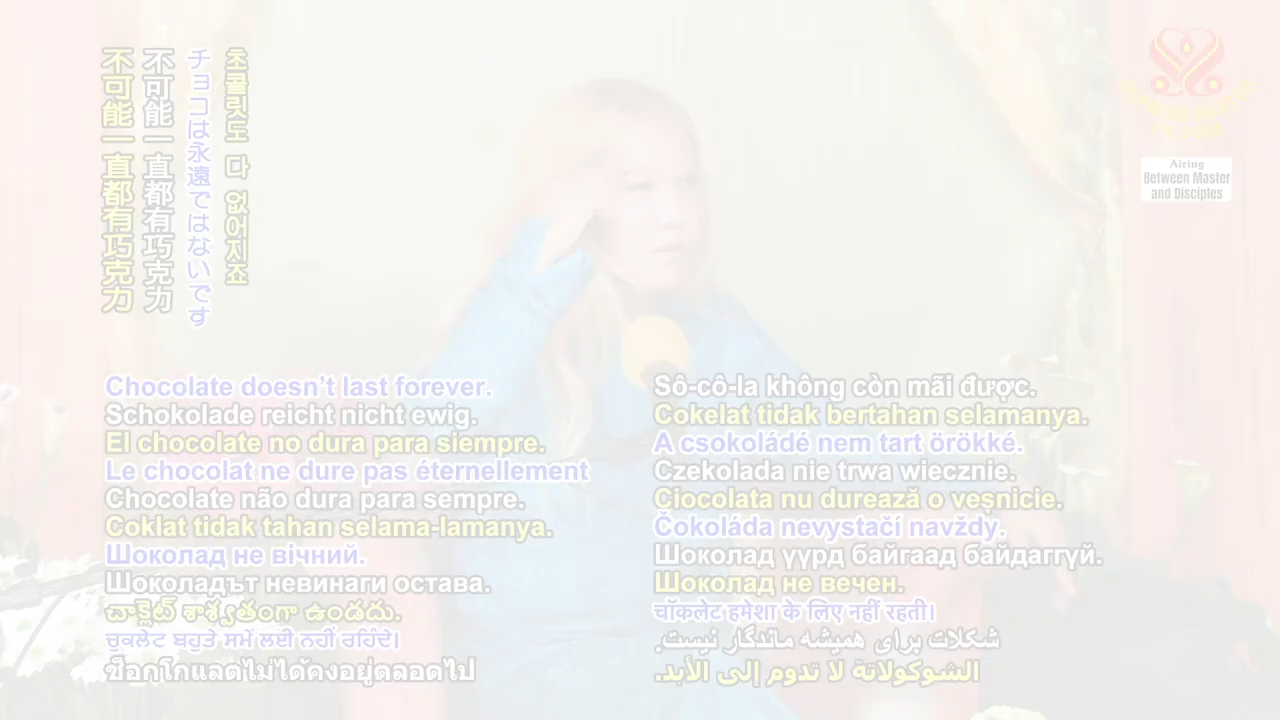 不可能一直都有巧克力
不可能一直都有巧克力
チョコは永遠ではないです
초콜릿도 다 없어지죠
Airing
Between Master
and Disciples
Chocolate doesn't last forever.
Schokolade reicht nicht ewig.
El chocolate no dura para siempre.
Le chocolat ne dure pas éternellement
Chocolate não dura para sempre.
Coklat tidak tahan selama-lamanya.
Шоколад не вічний.
Шоколадът невинаги остава.
చాక్లెట్ శాశ్వతంగా ఉండదు.
ਚੁਕਲੇਟ ਬਹੁਤੇ ਸਮੇਂ ਲਈ ਨਹੀਂ ਰਹਿੰਦੇ।
ช็อกโกแลตไม่ได้คงอยู่ตลอดไป
Sô-cô-la không còn mãi được.
Cokelat tidak bertahan selamanya.
A csokoládé nem tart örökké.
Czekolada nie trwa wiecznie.
Ciocolata nu durează o veșnicie.
Čokoláda nevystačí navždy.
Шоколад үүрд байгаад байдаггүй.
Шоколад не вечен.
चॉकलेट हमेशा के लिए नहीं रहती।
شکلات برای همیشه ماندگار نیست.
الشوكولاتة لا تدوم إلى الأبد.